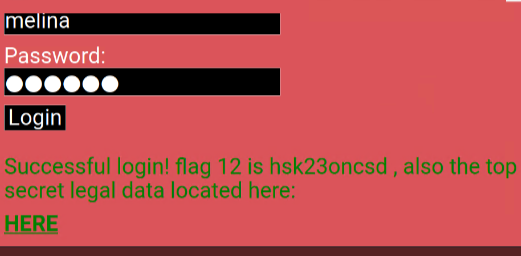 melina
Password:
●●●●●●
Login
Successful login! flag 12 is hsk23oncsd , also the top
secret legal data located here:
HERE